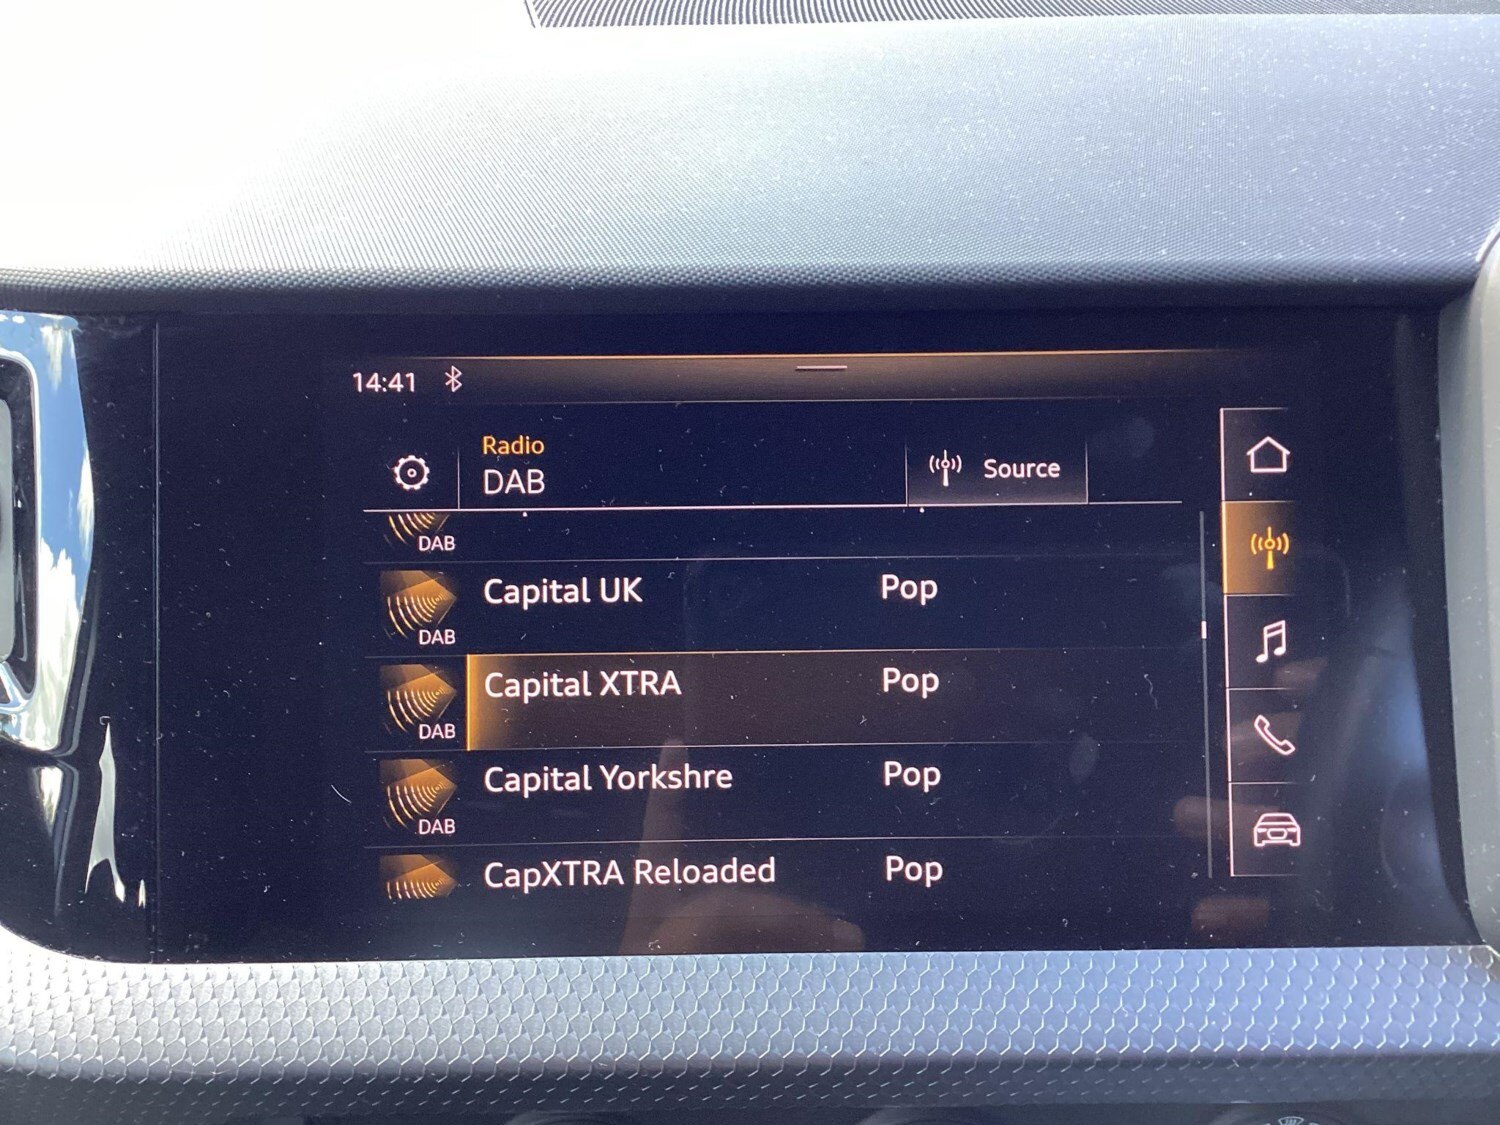 14:41
Radio
DAB
Source
DAB
Capital UK Pop
DAB
Capital XTRA Pop
DAB
Capital Yorkshre Pop
DAB
CapXTRA Reloaded Pop